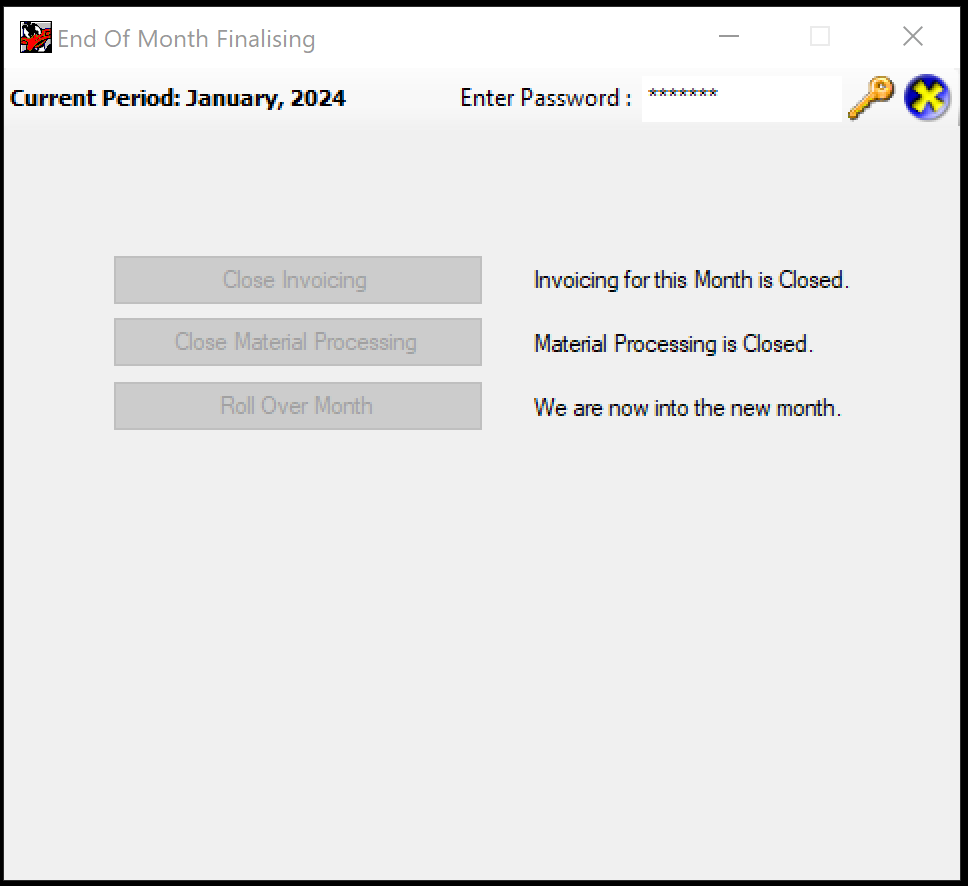 End Of Month Finalising
Current Period: January, 2024 Enter Password : *******
Close Invoicing Invoicing for this Month is Closed.
Close Material Processing Material Processing is Closed.
Roll Over Month We are now into the new month.